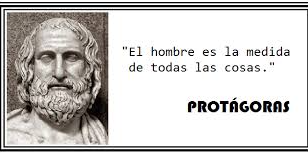 "El hombre es la medida
de todas las cosas."
PROTÁGORAS